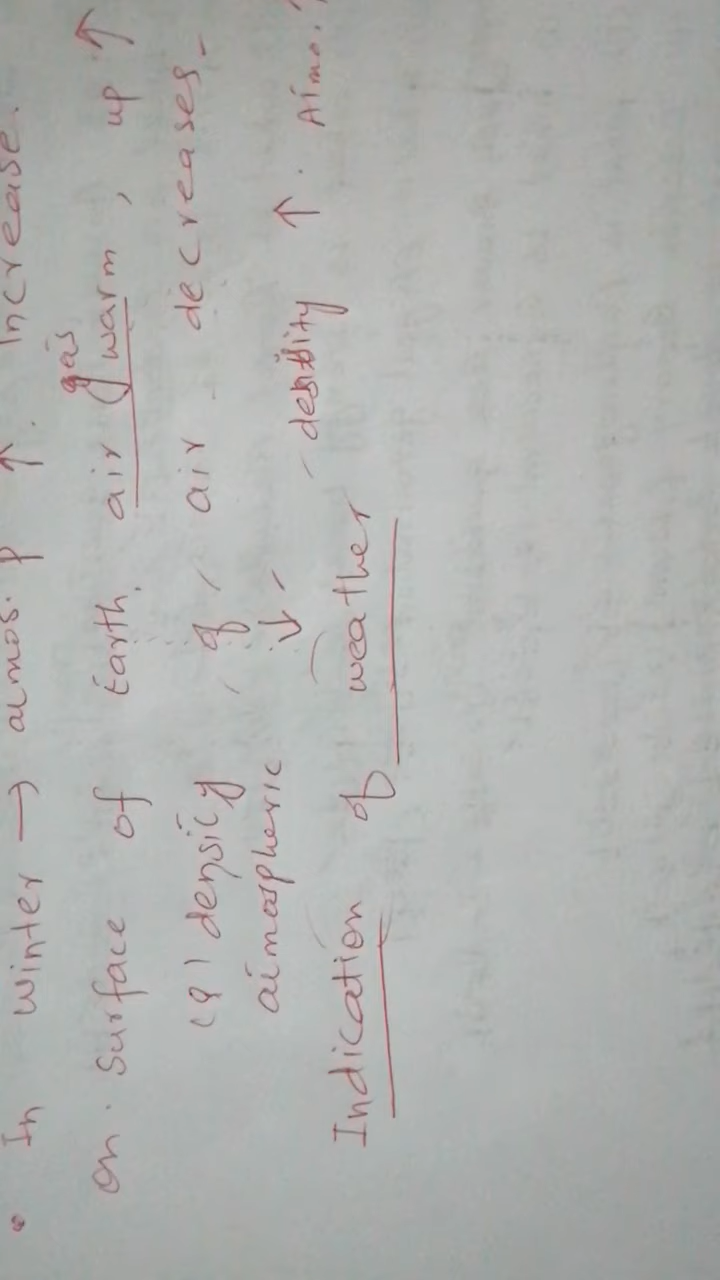 • In winter → atmos. p ↑. Increase.
on. surface of Earth. air gas warm, up ↑
(ϱ) density of air decreases
atmospheric ↓ - density ↑. Atmo.
Indication of weather